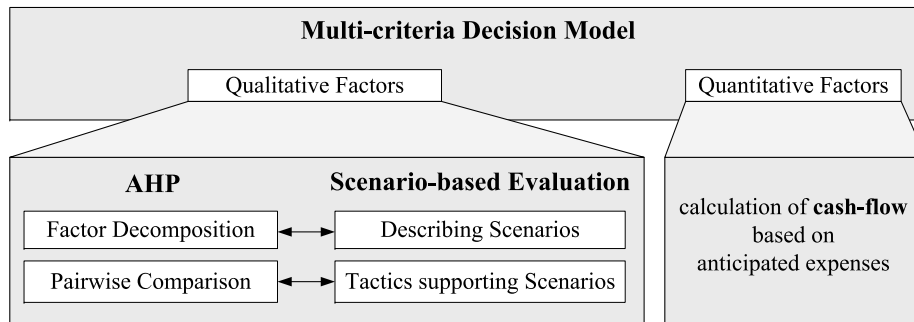 Multi-criteria Decision Model
Qualitative Factors
Quantitative Factors
AHP
Scenario-based Evaluation
Factor Decomposition
Describing Scenarios
Pairwise Comparison
Tactics supporting Scenarios
calculation of cash-flow
based on
anticipated expenses